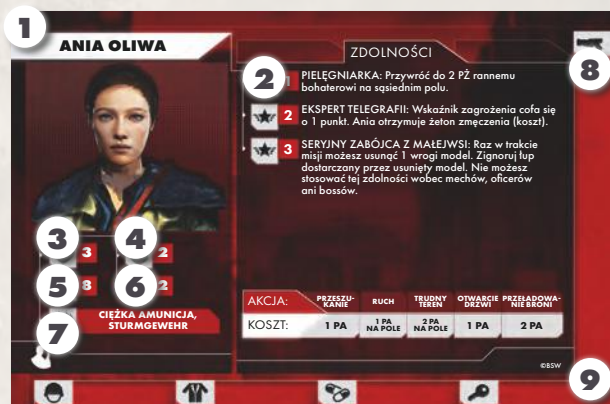 1
ANIA OLIWA
ZDOLNOŚCI
8
2
1 PIELĘGNIARKA: Przywróć do 2 PŻ rannemu
bohaterowi na sąsiednim polu.
2 EKSPERT TELEGRAFII: Wskaźnik zagrożenia cofa się
o 1 punkt. Ania otrzymuje żeton zmęczenia (koszt).
3 SERYJNY ZABÓJCA Z MAŁEJWSI: Raz w trakcie
misji możesz usunąć 1 wrogi model. Zignoruj łup
dostarczany przez usunięty model. Nie możesz
stosować tej zdolności wobec mechów, oficerów
ani bossów.
3 3 4 2
5 8 6 2
7
CIĘŻKA AMUNICJA,
STURMGEWEHR
AKCJA: PRZESZU-KANIE RUCH TRUDNY TEREN OTWARCIE DRZWI PRZEŁADOWA-NIE BRONI
KOSZT: 1 PA 1 PA NA POLE 2 PA NA POLE 1 PA 2 PA
©BSW
9